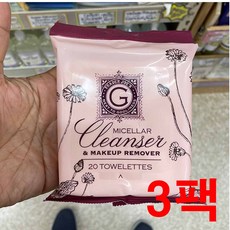 G
MICELLAR
Cleanser
& MAKEUP REMOVER
20 TOWELETTES
3팩